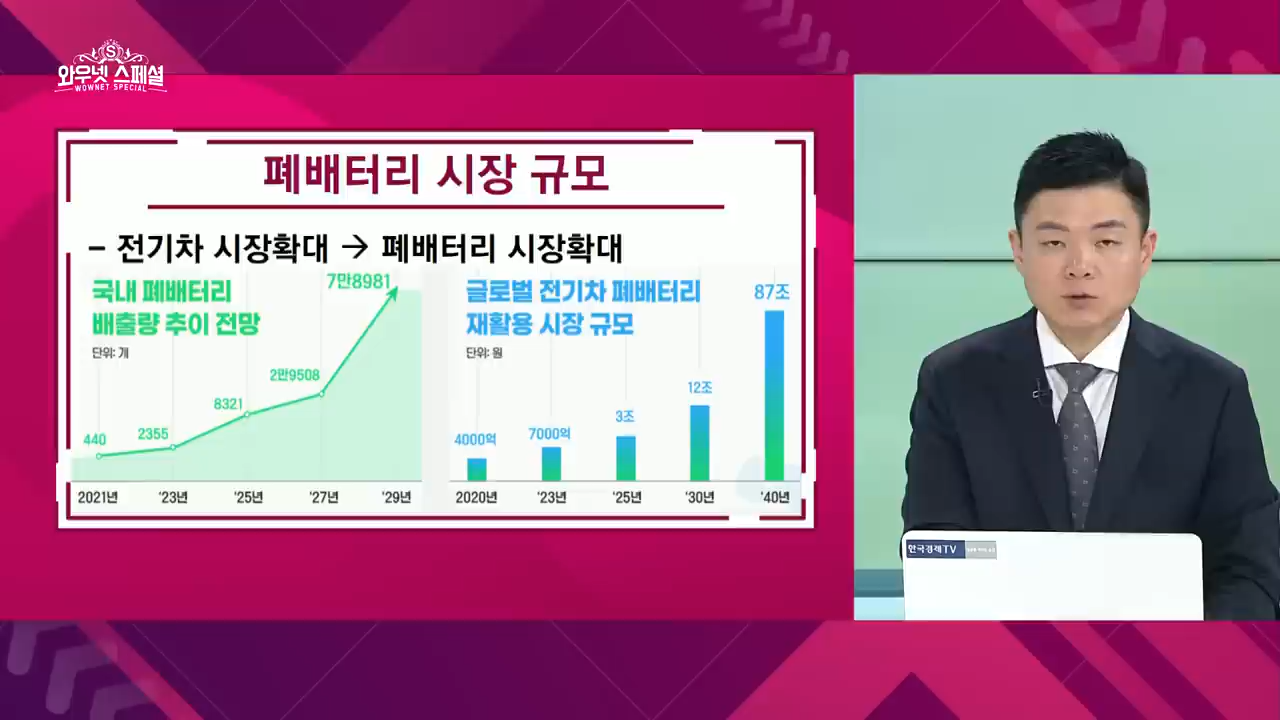 S
와우넷 스페셜
WOWNET SPECIAL
폐배터리 시장 규모
– 전기차 시장확대 → 폐배터리 시장확대
국내 폐배터리
배출량 추이 전망
단위: 개
440
2355
8321
2만9508
7만8981
2021년
'23년
'25년
'27년
'29년
글로벌 전기차 폐배터리
재활용 시장 규모
단위: 원
4000억
7000억
3조
12조
87조
2020년
'23년
'25년
'30년
'40년
한국경제TV